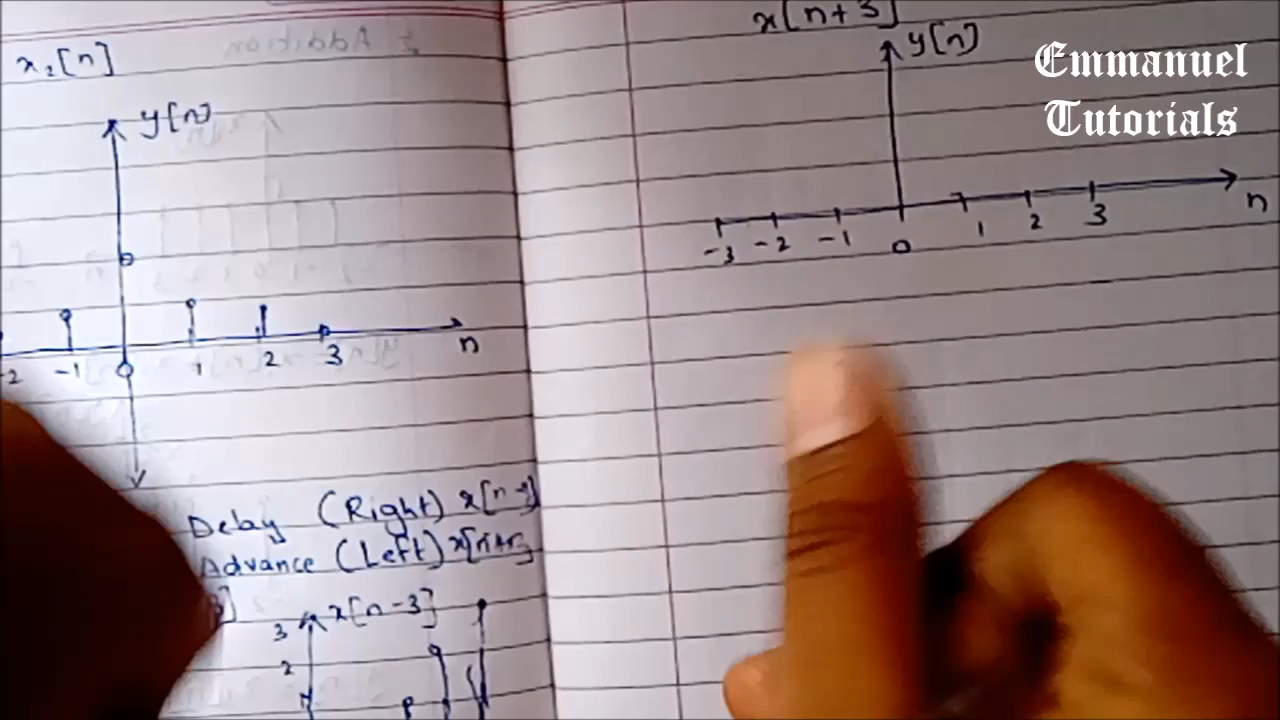 x₂[n]
y[n]
-2 -1 0 1 2 3 n
Delay (Right)
Advance (Left)
3 x[n-3]
2
x[n+3]
y[n]
-3 -2 -1 0 1 2 3 n
Emmanuel
Tutorials